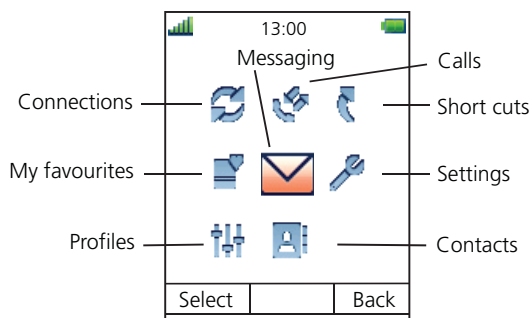 13:00
Messaging
Calls
Connections
Short cuts
My favourites
Settings
Profiles
Contacts
Select Back